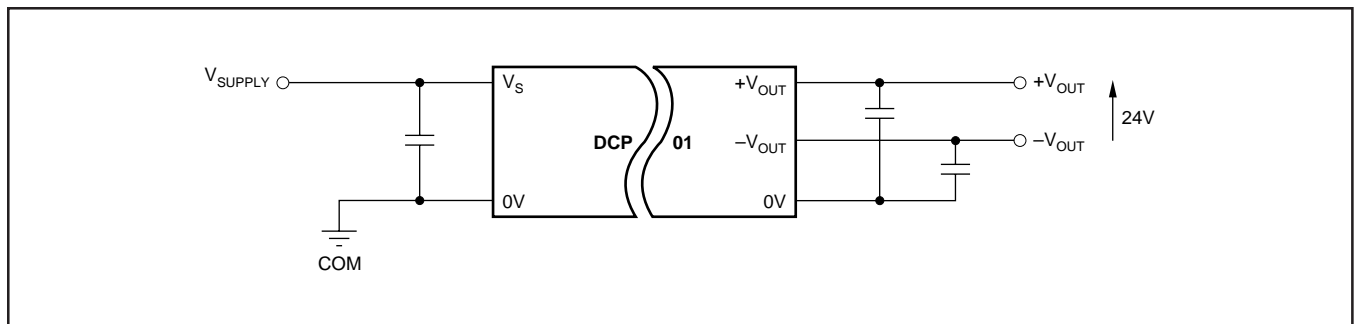 V_SUPPLY
V_S
+V_OUT
+V_OUT
24V
DCP 01
–V_OUT
–V_OUT
0V
0V
COM